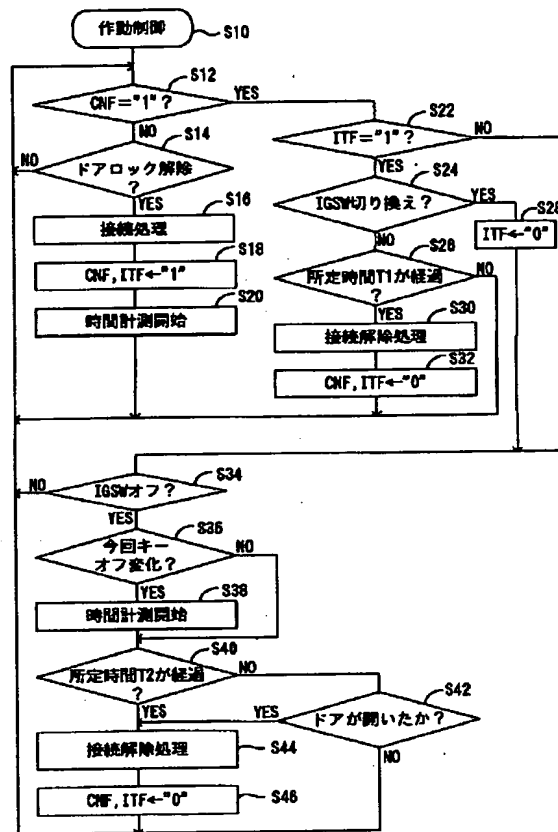 作動制御
S10
S12
CNF="1"?
YES
NO
S14
NO
ドアロック解除
?
YES
S16
接続処理
S18
CNF, ITF←"1"
S20
時間計測開始
S22
ITF="1"?
NO
YES
S24
IGSW切り換え?
YES
S28
ITF←"0"
NO
S26
所定時間T1が経過
?
NO
YES
S30
接続解除処理
S32
CNF, ITF←"0"
S34
NO
IGSWオフ?
YES
S36
今回キー
オフ変化?
NO
YES
S38
時間計測開始
S40
所定時間T2が経過
?
NO
YES
S42
YES
ドアが開いたか?
NO
S44
接続解除処理
S46
CNF, ITF←"0"